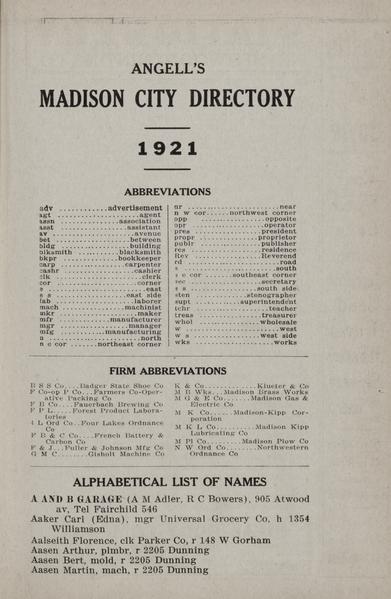 ANGELL'S
MADISON CITY DIRECTORY
1921
ABBREVIATIONS
adv ............advertisement
agt ....................agent
assn ..............association
asst ................assistant
av ...................avenue
bet .................between
bldg ................building
blksmith .........blacksmith
bkpr .............bookkeeper
carp ...............carpenter
cashr ................cashier
clk ....................clerk
cor ..................corner
e .....................east
e s ...............east side
lab ..................laborer
mach ..............machinist
mkr ..................maker
mfr ............manufacturer
mgr ................manager
mfg ...........manufacturing
n .....................north
n e cor ......northeast corner
nr .....................near
n w cor ......northwest corner
opp .................opposite
opr .................operator
pres ................president
propr ..............proprietor
publr ...............publisher
res .................residence
Rev .................Reverend
rd .....................road
s .....................south
s e cor ......southeast corner
sec .................secretary
s s ...............south side
sten .............stenographer
supt ...........superintendent
tchr .................teacher
treas ...............treasurer
whol ...............wholesale
w ......................west
w s ................west side
wks ...................works
FIRM ABBREVIATIONS
B S S Co....Badger State Shoe Co
F Co-op P Co...Farmers Co-Oper-
ative Packing Co
F B Co....Fauerbach Brewing Co
F P L.....Forest Product Labora-
tories
4 L Ord Co...Four Lakes Ordnance
Co
F B & C Co....French Battery &
Carbon Co
F & J...Fuller & Johnson Mfg Co
G M C........Gisholt Machine Co
K & Co...............Klueter & Co
M B Wks...Madison Brass Works
M G & E Co......Madison Gas &
Electric Co
M K Co......Madison-Kipp Cor-
poration
M K L Co..........Madison Kipp
Lubricating Co
M Pl Co..........Madison Plow Co
N W Ord Co........Northwestern
Ordnance Co
ALPHABETICAL LIST OF NAMES
A AND B GARAGE (A M Adler, R C Bowers), 905 Atwood
av, Tel Fairchild 546
Aaker Carl (Edna), mgr Universal Grocery Co, h 1354
Williamson
Aalseith Florence, clk Parker Co, r 148 W Gorham
Aasen Arthur, plmbr, r 2205 Dunning
Aasen Bert, mold, r 2205 Dunning
Aasen Martin, mach, r 2205 Dunning